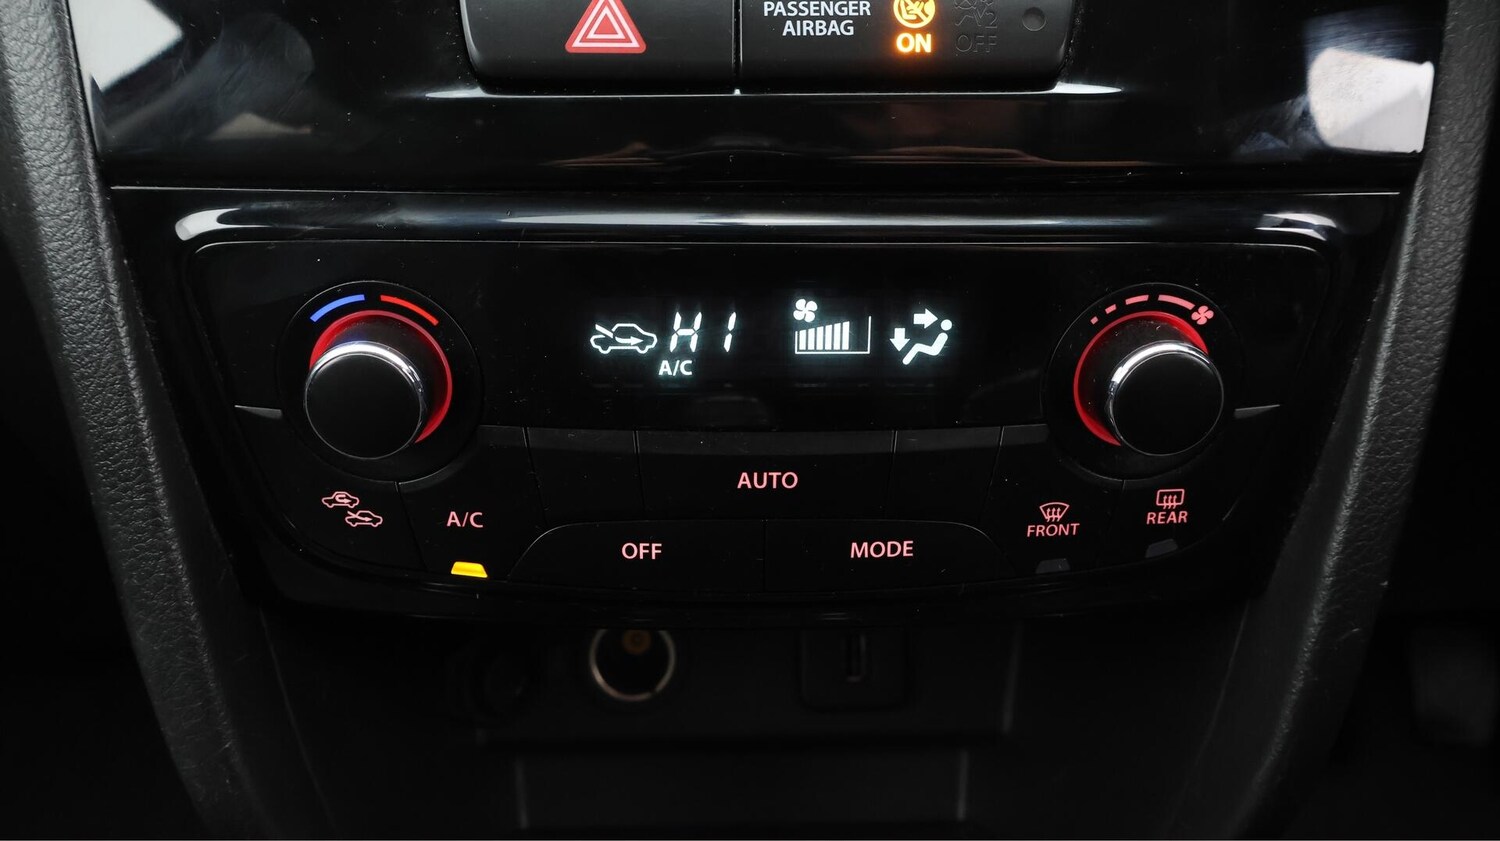 PASSENGER
AIRBAG
ON
OFF
HI
A/C
AUTO
A/C
OFF
MODE
FRONT
REAR